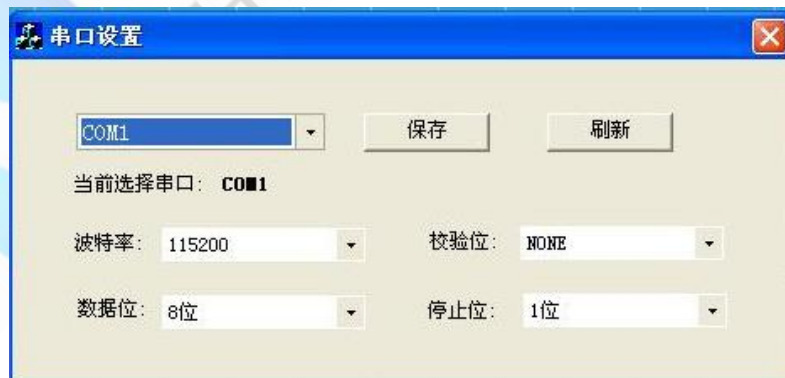 串口设置
COM1 保存 刷新
当前选择串口: COM1
波特率: 115200 校验位: NONE
数据位: 8位 停止位: 1位